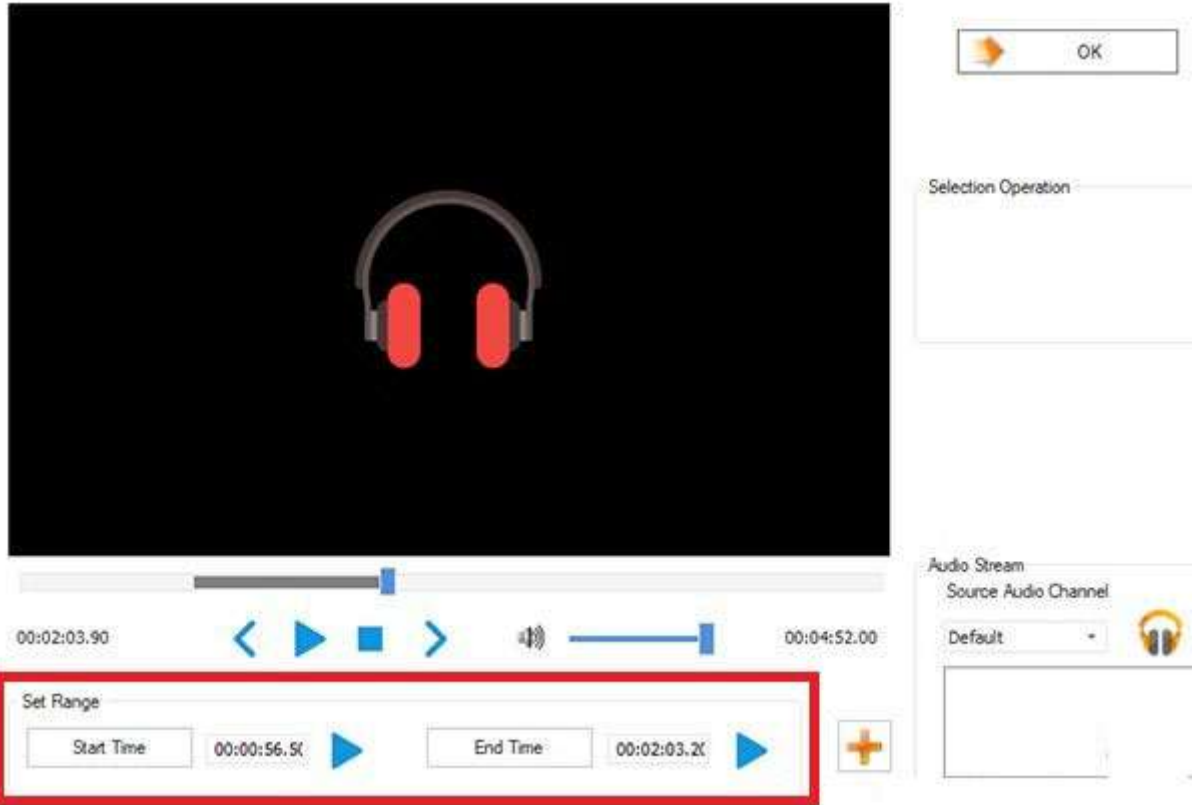 OK
Selection Operation
Audio Stream
Source Audio Channel
00:02:03.90
00:04:52.00
Default
Set Range
Start Time
00:00:56.5
End Time
00:02:03.2